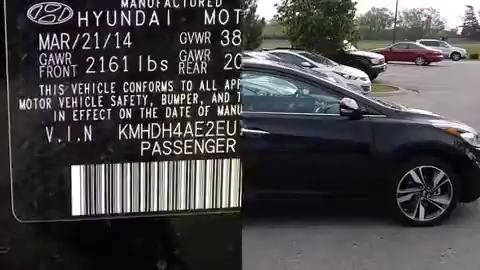 MANUFACTURED
HYUNDAI MOT
MAR/21/14 GVWR 38
GAWR FRONT 2161 lbs GAWR REAR 20
THIS VEHICLE CONFORMS TO ALL APP
MOTOR VEHICLE SAFETY, BUMPER, AND T
IN EFFECT ON THE DATE OF MANU
V.I.N KMHDH4AE2EU
PASSENGER